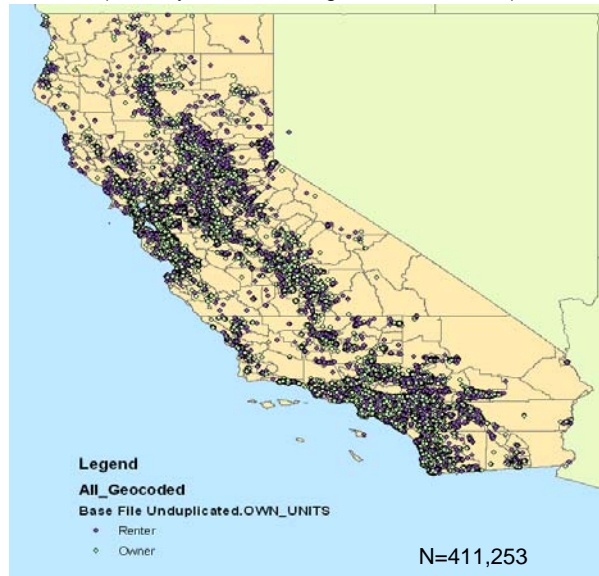 Legend
All_Geocoded
Base File Unduplicated.OWN_UNITS
Renter
Owner
N=411,253